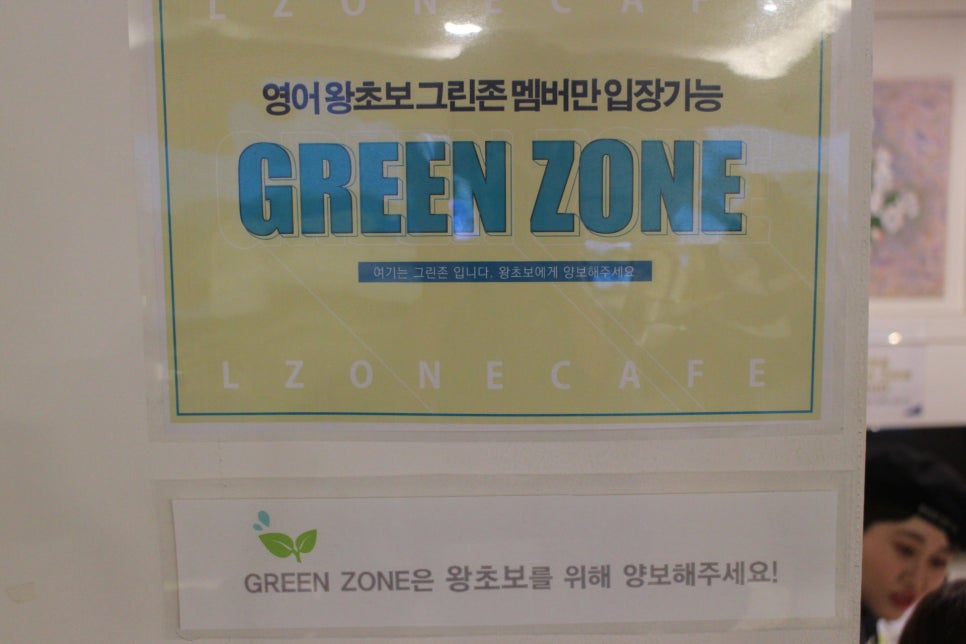 LZONECAFE
영어 왕초보 그린존 멤버만 입장가능
GREEN ZONE
여기는 그린존 입니다. 왕초보에게 양보해주세요
LZONECAFE
GREEN ZONE은 왕초보를 위해 양보해주세요!